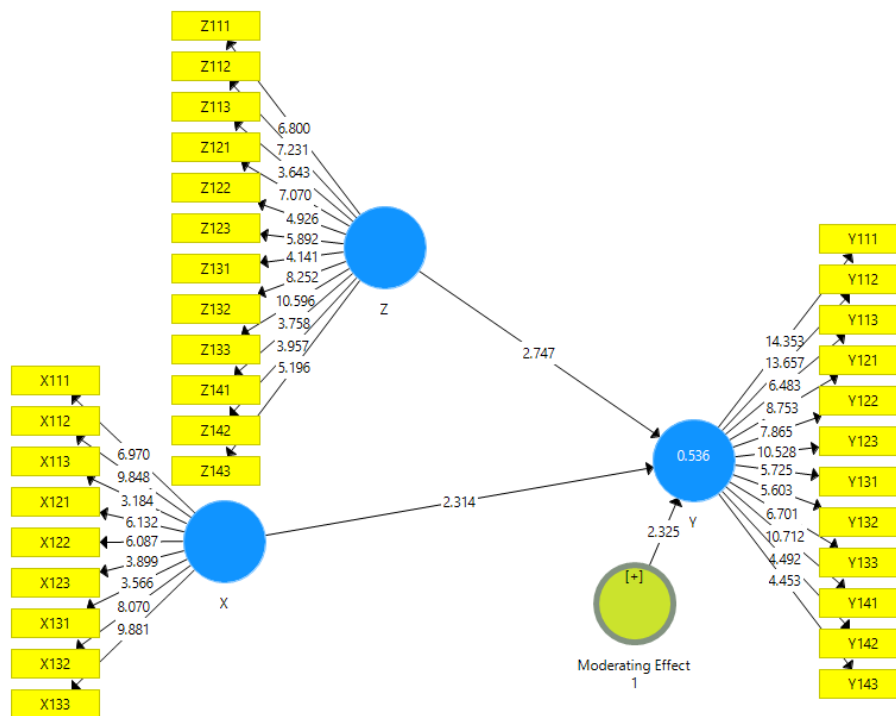 Z111
Z112
Z113
Z121
Z122
Z123
Z131
Z132
Z133
Z141
Z142
Z143
6.800
7.231
3.643
7.070
4.926
5.892
4.141
8.252
10.596
3.758
3.957
5.196
Z
2.747
X111
X112
X113
X121
X122
X123
X131
X132
X133
6.970
9.848
3.184
6.132
6.087
3.899
3.566
8.070
9.881
X
2.314
0.536
Y
2.325
[+]
Moderating Effect
1
14.353
13.657
6.483
8.753
7.865
10.528
5.725
5.603
6.701
10.712
4.492
4.453
Y111
Y112
Y113
Y121
Y122
Y123
Y131
Y132
Y133
Y141
Y142
Y143